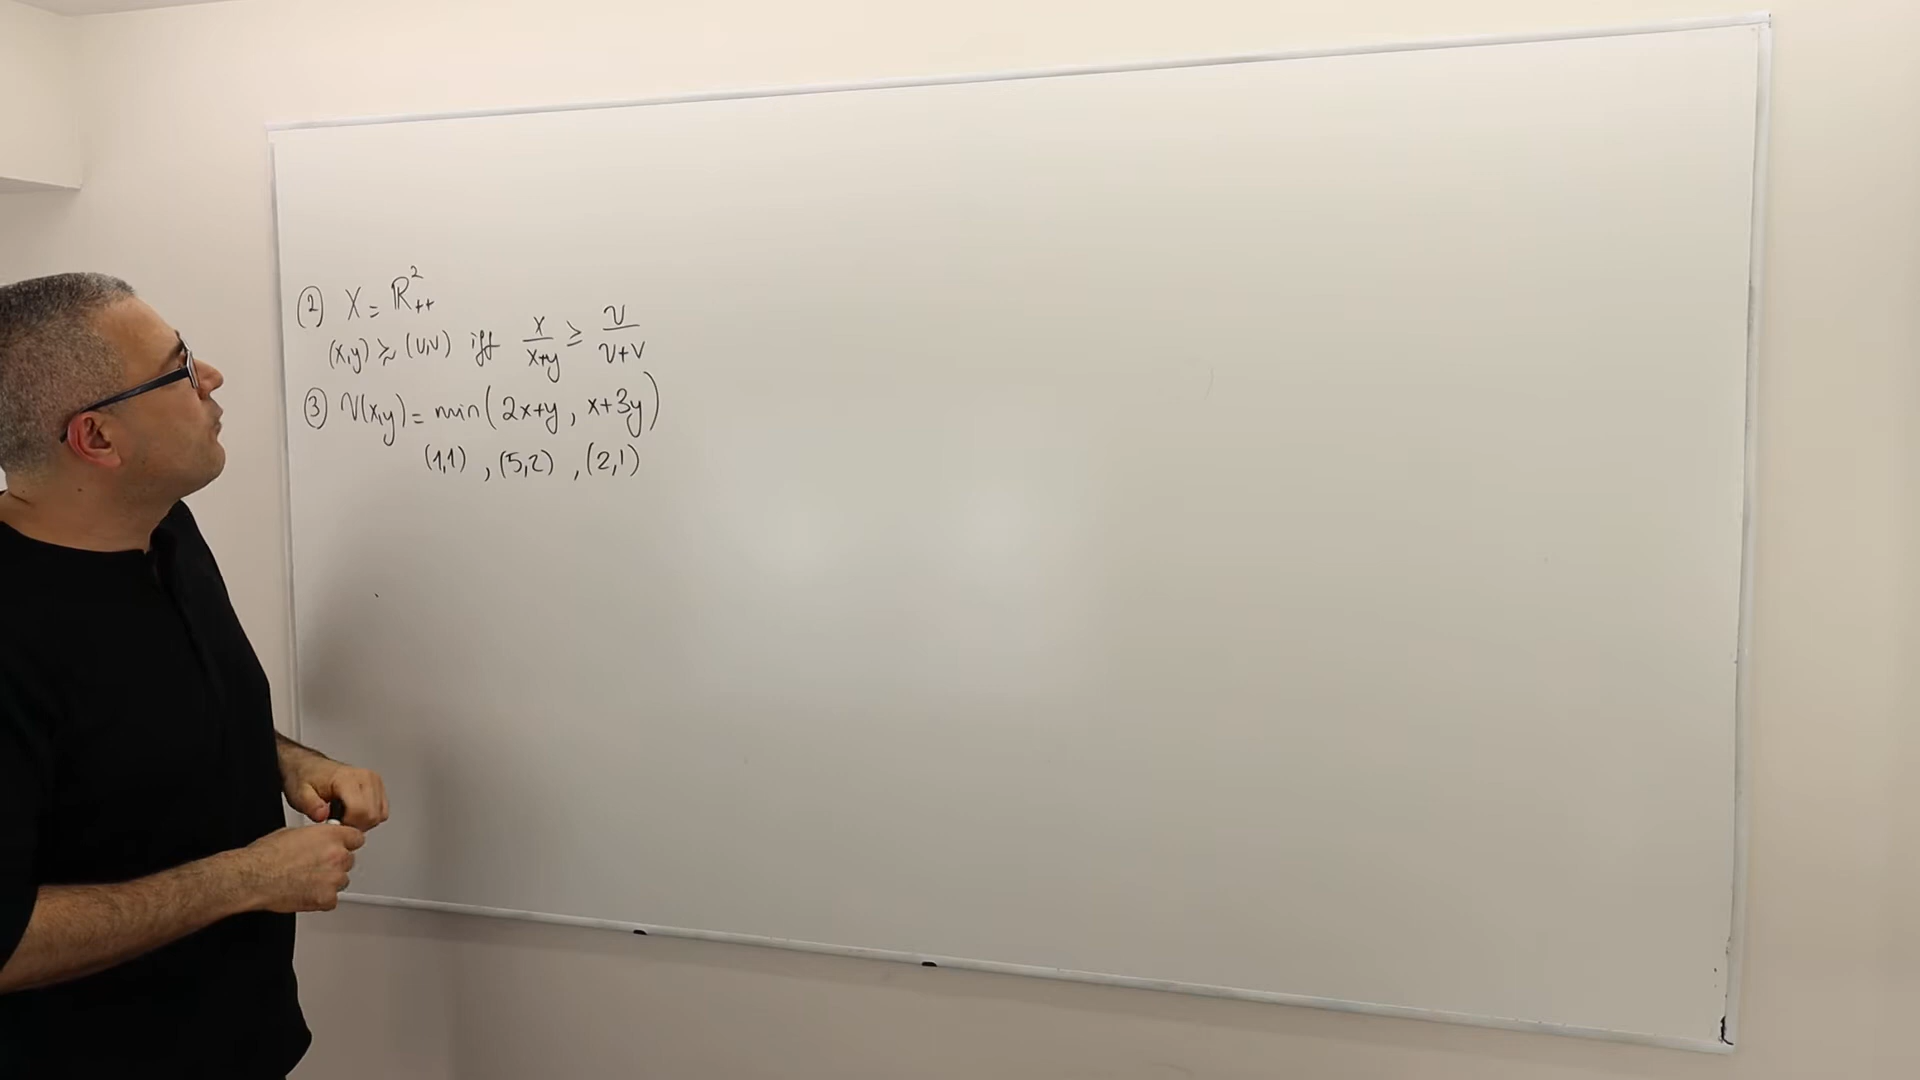 ② X = ℝ²₊₊
(x,y) ≿ (u,v) iff x/(x+y) ≥ u/(u+v)
③ U(x,y) = min(2x+y, x+3y)
(1,1), (5,2), (2,1)